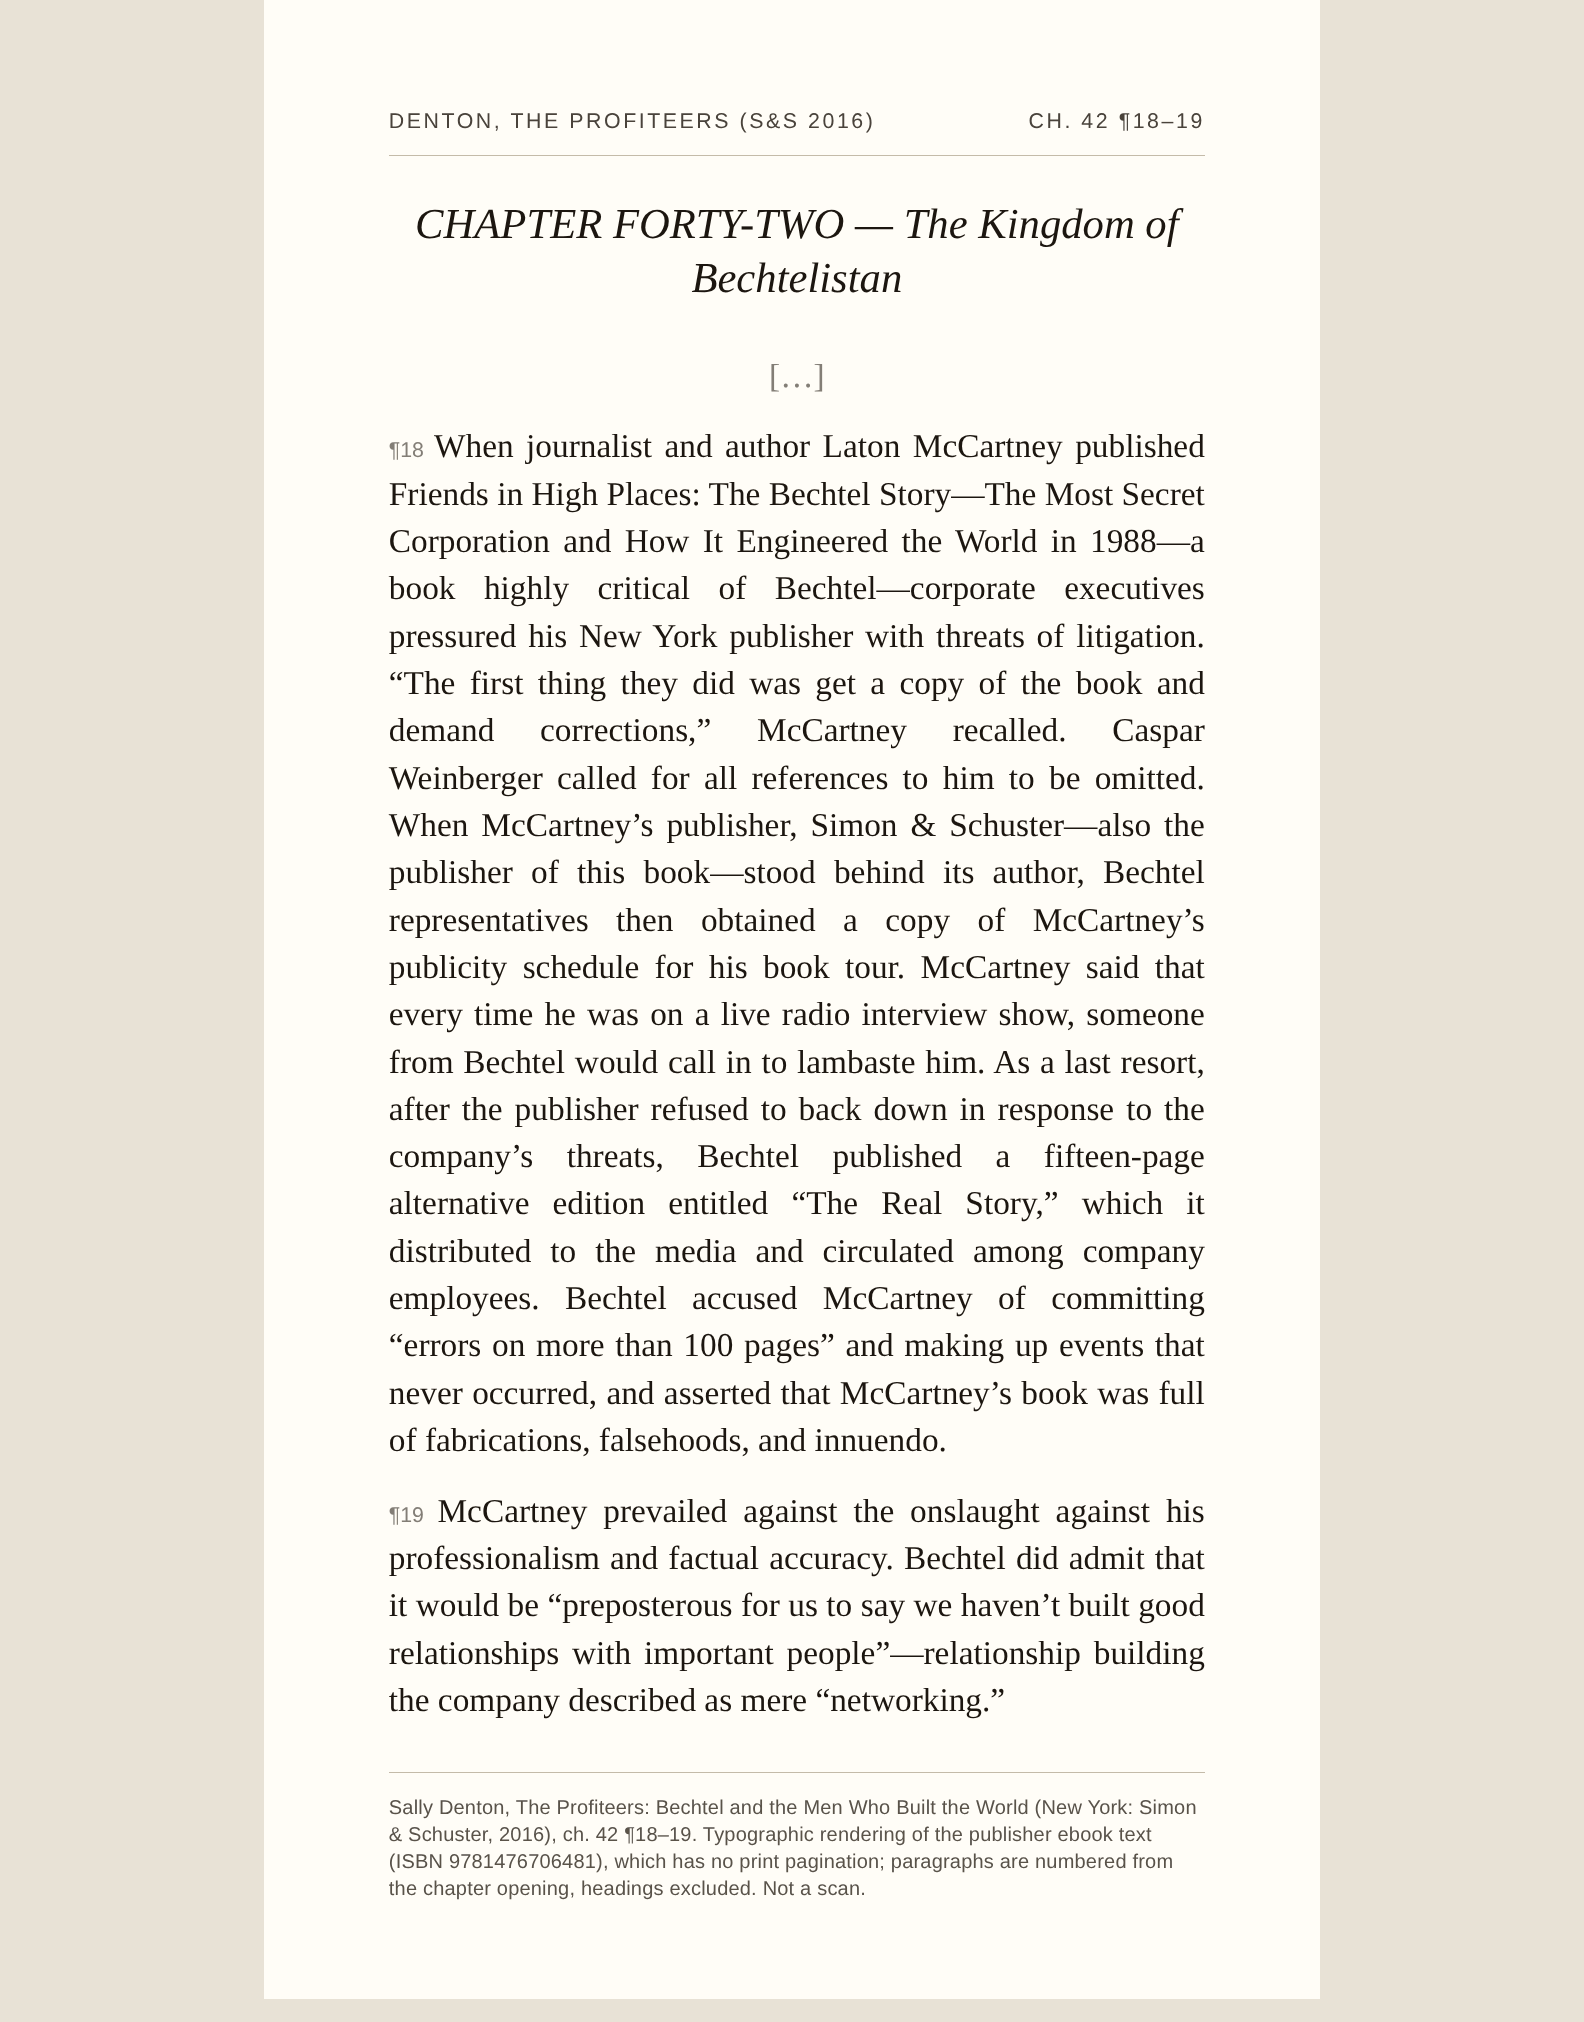 DENTON, THE PROFITEERS (S&S 2016)
CH. 42 ¶18–19
CHAPTER FORTY-TWO — The Kingdom of
Bechtelistan
[…]
¶18 When journalist and author Laton McCartney published
Friends in High Places: The Bechtel Story—The Most Secret
Corporation and How It Engineered the World in 1988—a
book highly critical of Bechtel—corporate executives
pressured his New York publisher with threats of litigation.
“The first thing they did was get a copy of the book and
demand corrections,” McCartney recalled. Caspar
Weinberger called for all references to him to be omitted.
When McCartney’s publisher, Simon & Schuster—also the
publisher of this book—stood behind its author, Bechtel
representatives then obtained a copy of McCartney’s
publicity schedule for his book tour. McCartney said that
every time he was on a live radio interview show, someone
from Bechtel would call in to lambaste him. As a last resort,
after the publisher refused to back down in response to the
company’s threats, Bechtel published a fifteen-page
alternative edition entitled “The Real Story,” which it
distributed to the media and circulated among company
employees. Bechtel accused McCartney of committing
“errors on more than 100 pages” and making up events that
never occurred, and asserted that McCartney’s book was full
of fabrications, falsehoods, and innuendo.
¶19 McCartney prevailed against the onslaught against his
professionalism and factual accuracy. Bechtel did admit that
it would be “preposterous for us to say we haven’t built good
relationships with important people”—relationship building
the company described as mere “networking.”
Sally Denton, The Profiteers: Bechtel and the Men Who Built the World (New York: Simon
& Schuster, 2016), ch. 42 ¶18–19. Typographic rendering of the publisher ebook text
(ISBN 9781476706481), which has no print pagination; paragraphs are numbered from
the chapter opening, headings excluded. Not a scan.